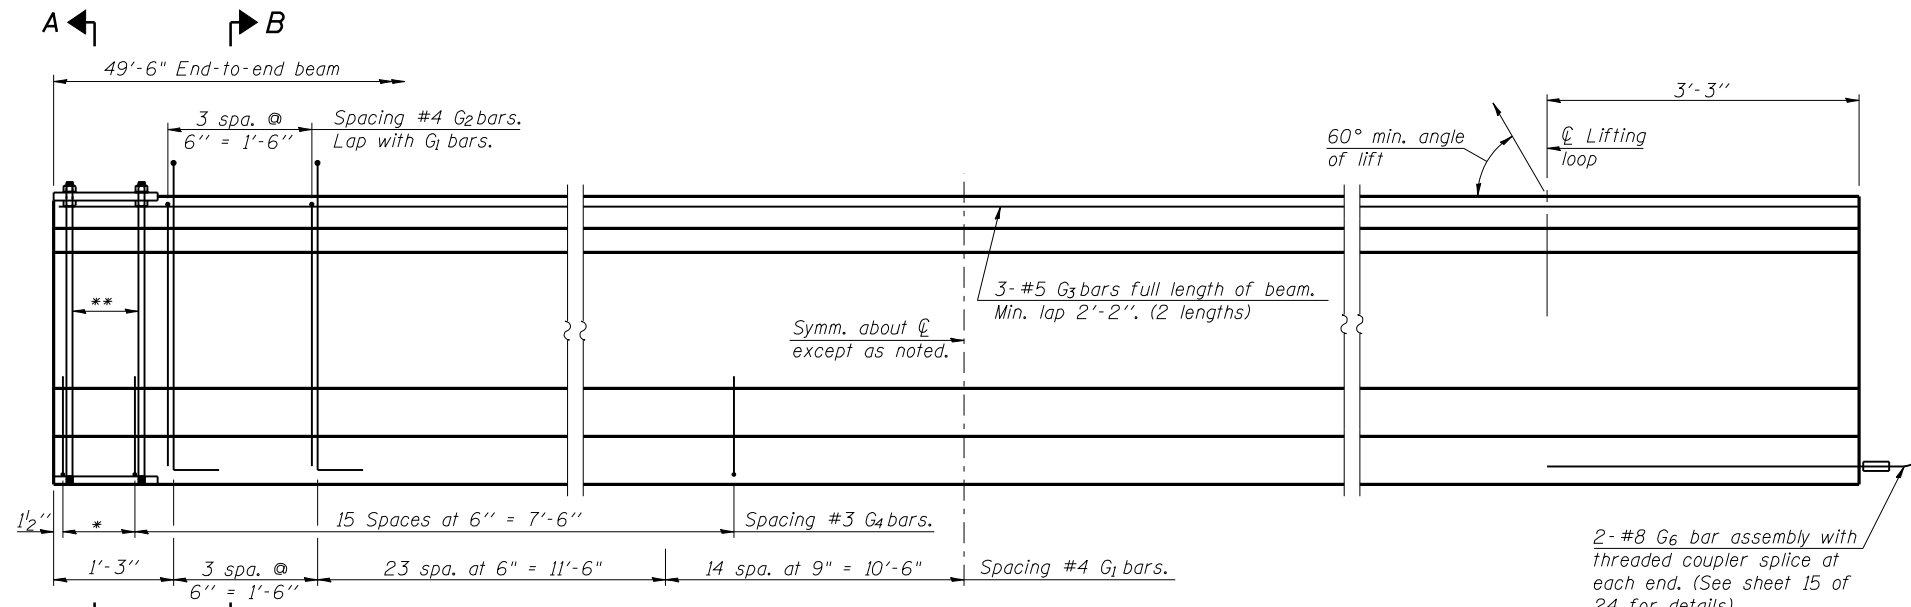 A B
49'-6" End-to-end beam
3 spa. @
6'' = 1'-6''
Spacing #4 G2 bars.
Lap with G1 bars.
60° min. angle
of lift
℄ Lifting
loop
3'-3''
**
3-#5 G3 bars full length of beam.
Min. lap 2'-2''. (2 lengths)
Symm. about ℄
except as noted.
1½''
*
15 Spaces at 6'' = 7'-6''
Spacing #3 G4 bars.
1'-3''
3 spa. @
6'' = 1'-6''
23 spa. at 6" = 11'-6"
14 spa. at 9" = 10'-6"
Spacing #4 G1 bars.
2-#8 G6 bar assembly with
threaded coupler splice at
each end. (See sheet 15 of
24 for details)